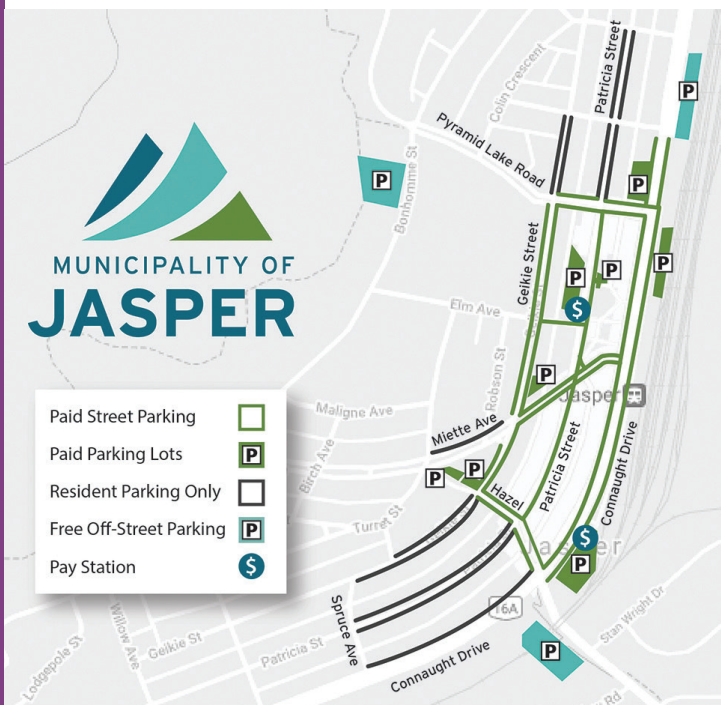 MUNICIPALITY OF
JASPER
Paid Street Parking
Paid Parking Lots
P
Resident Parking Only
Free Off-Street Parking
P
Pay Station
$
Patricia Street
Colin Crescent
P
Pyramid Lake Road
P
Bonhomme St
P
Geikie Street
P
P
P
$
Elm Ave
Robson St
P
Jasper
Maligne Ave
Miette Ave
Birch Ave
Patricia Street
Connaught Drive
P
P
Hazel
Turret St
$
Jasper
P
Spruce Ave
16A
Willow Ave
Geikie St
Lodgepole St
Patricia St
Connaught Drive
Stan Wright Dr
P
Rd